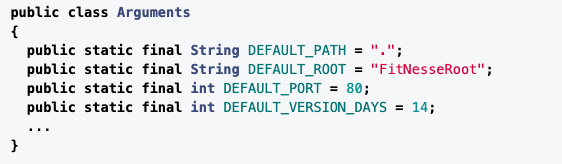 public class Arguments
{
  public static final String DEFAULT_PATH = ".";
  public static final String DEFAULT_ROOT = "FitNesseRoot";
  public static final int DEFAULT_PORT = 80;
  public static final int DEFAULT_VERSION_DAYS = 14;
  ...
}